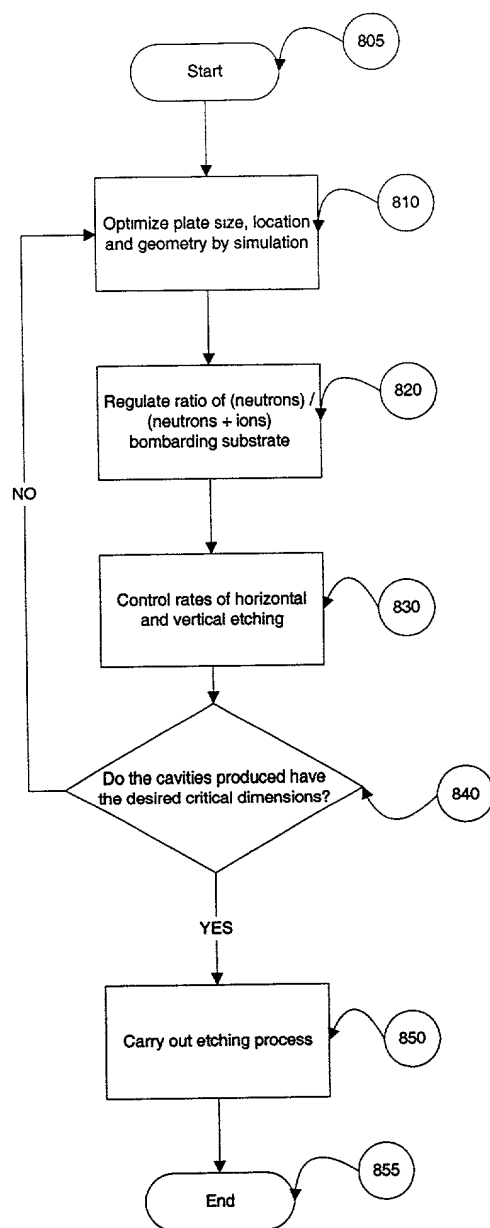 805
Start
810
Optimize plate size, location
and geometry by simulation
820
Regulate ratio of (neutrons) /
(neutrons + ions)
bombarding substrate
NO
830
Control rates of horizontal
and vertical etching
840
Do the cavities produced have
the desired critical dimensions?
YES
850
Carry out etching process
855
End